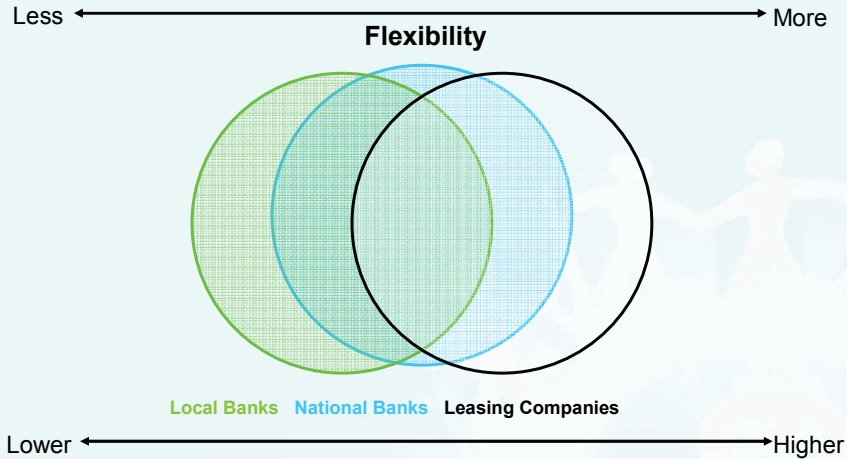 Less More
Flexibility
Local Banks National Banks Leasing Companies
Lower Higher